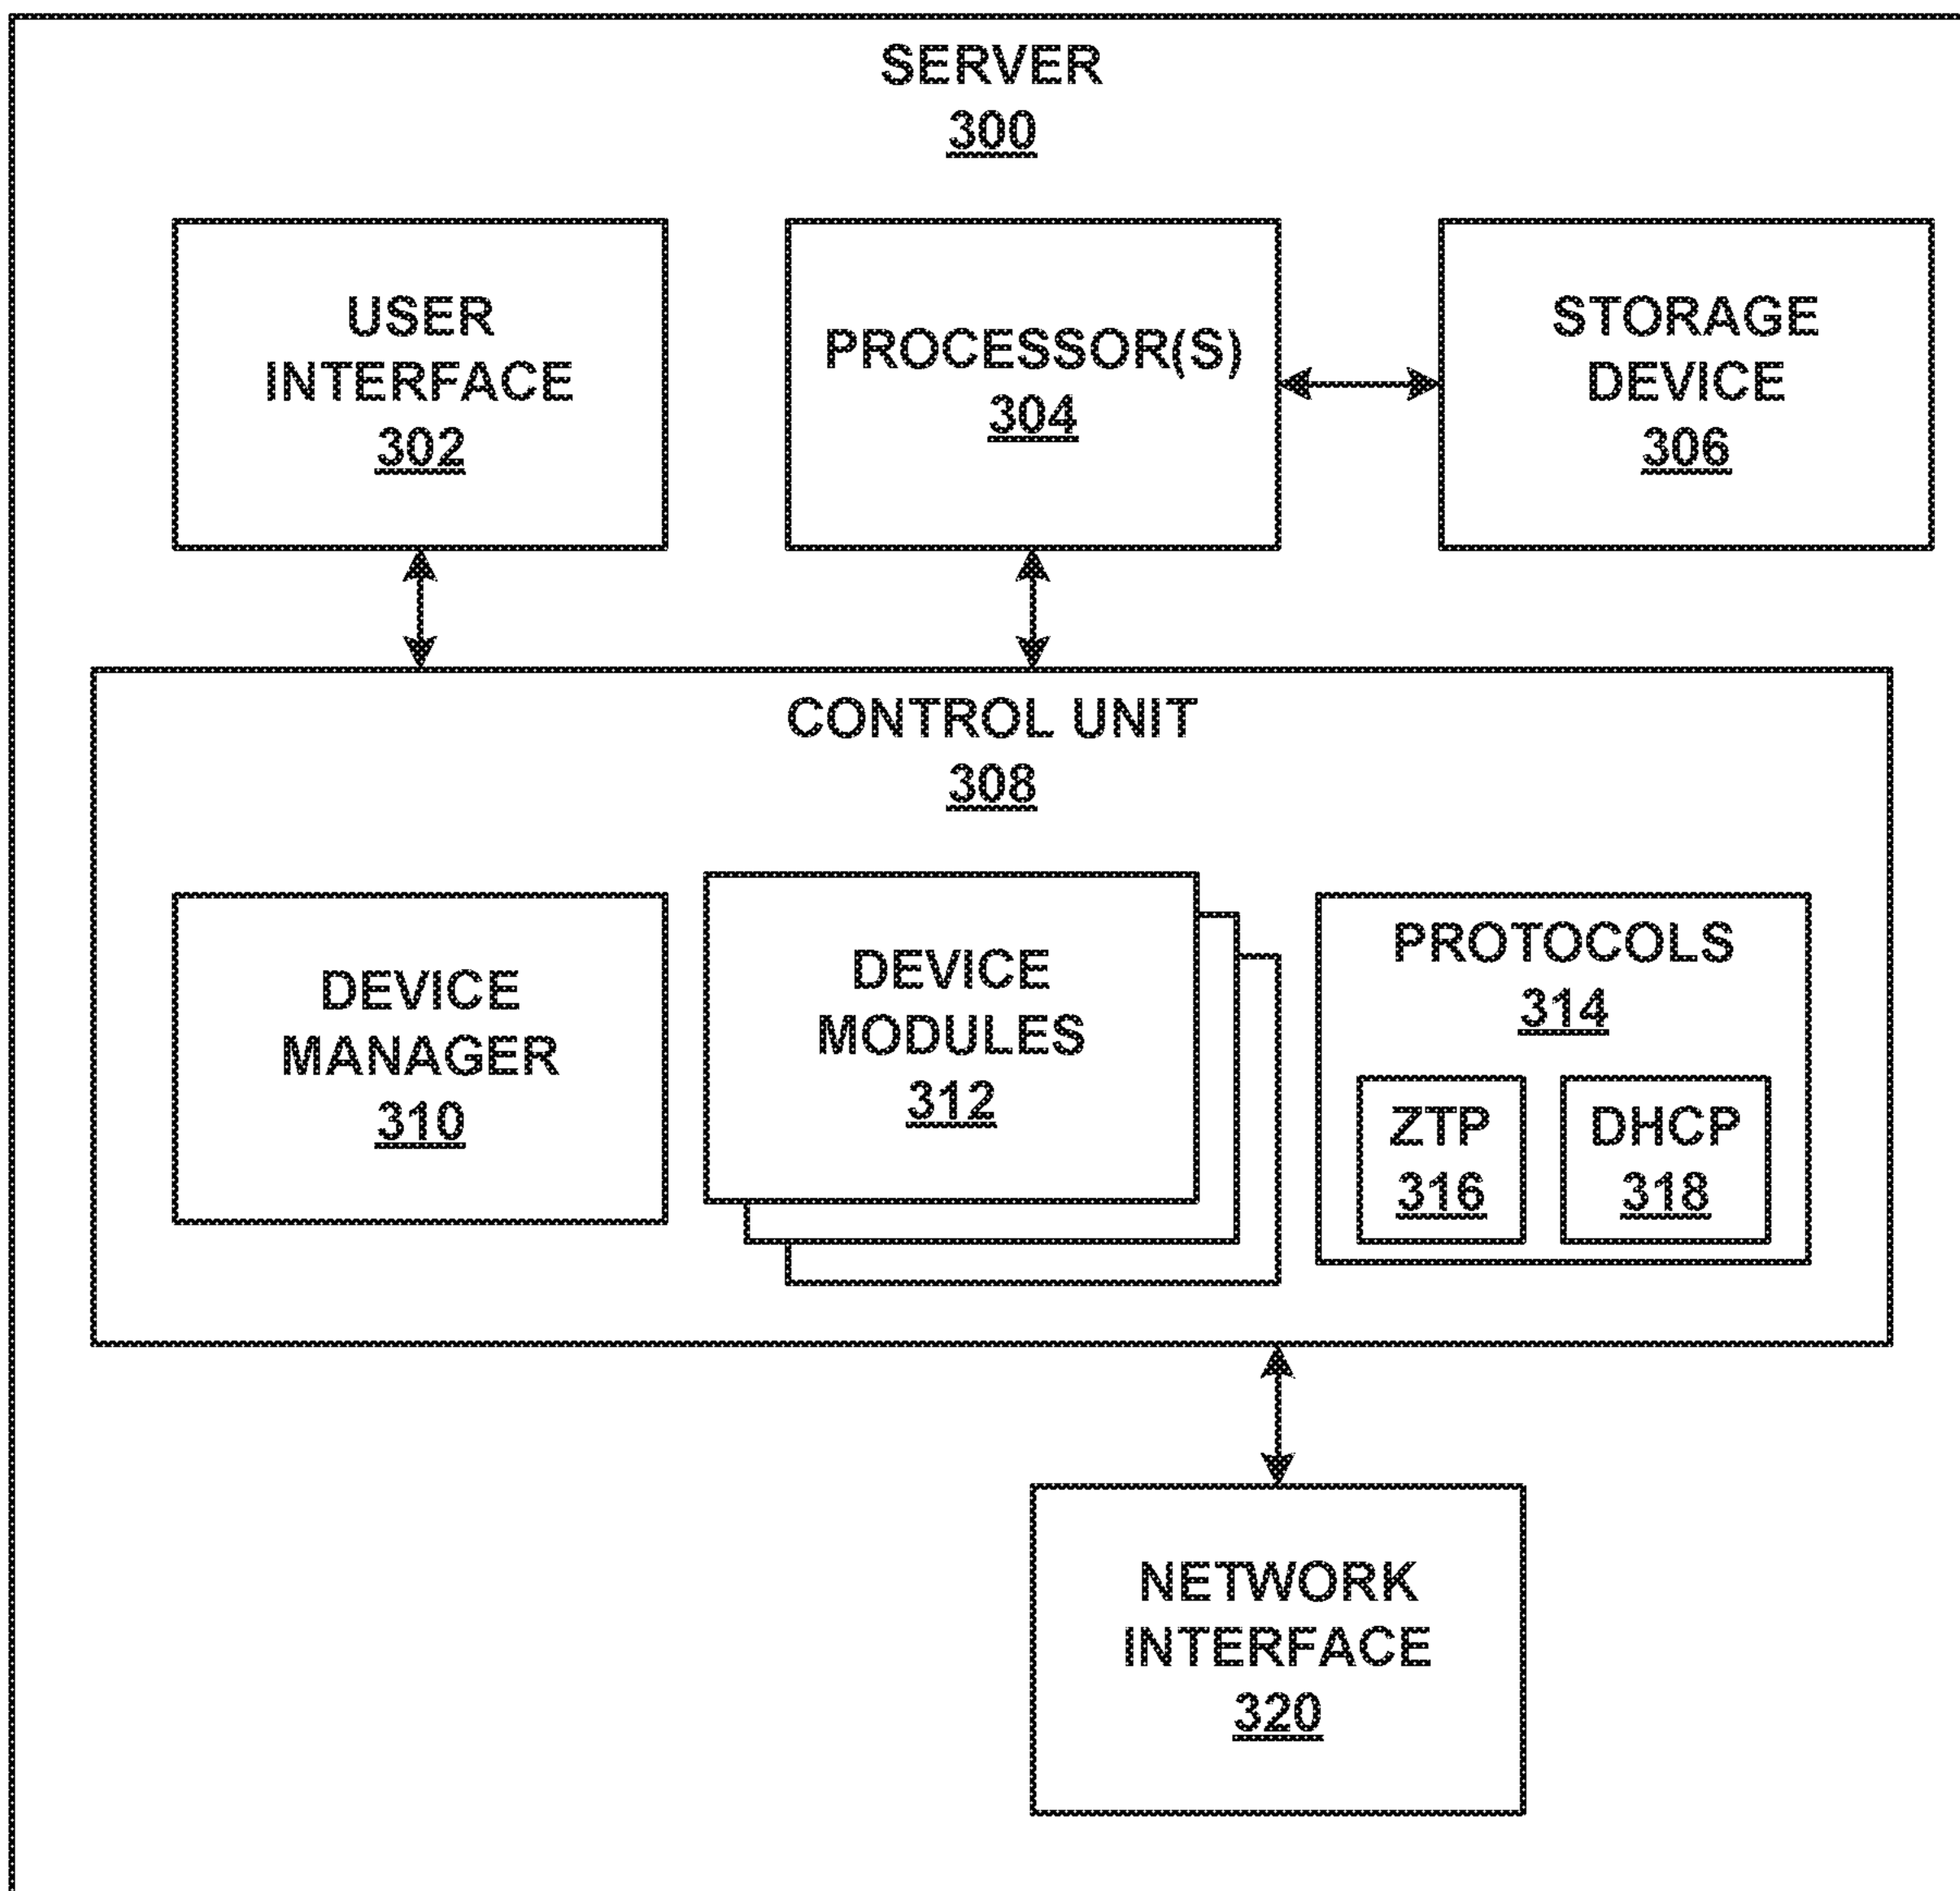 SERVER
300
USER
INTERFACE
302
PROCESSOR(S)
304
STORAGE
DEVICE
306
CONTROL UNIT
308
DEVICE
MANAGER
310
DEVICE
MODULES
312
PROTOCOLS
314
ZTP
316
DHCP
318
NETWORK
INTERFACE
320